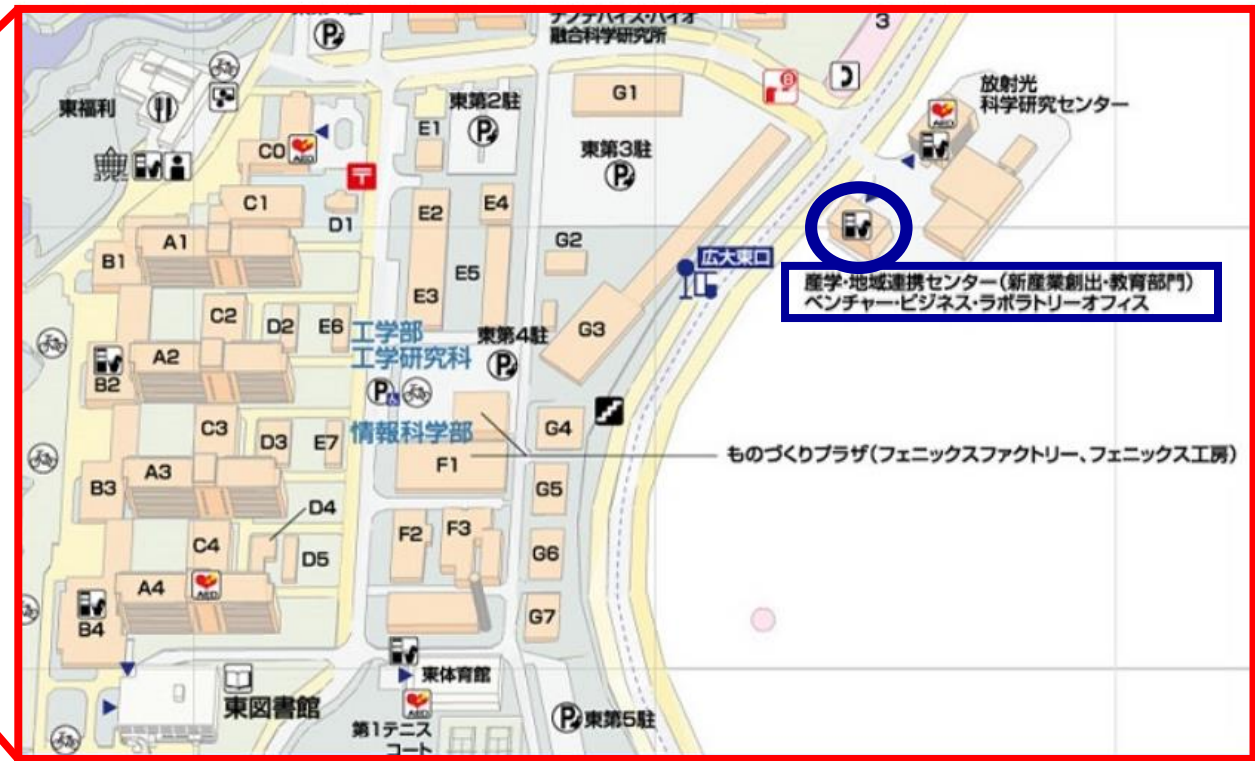 ナノデバイス・バイオ
融合科学研究所
3
放射光
科学研究センター
東福利
コンビニ
C0
AED
E1
東第2駐
G1
東第3駐
AED
C1
D1
E2
E4
A1
B1
E3
E5
G2
広大東口
産学・地域連携センター(新産業創出・教育部門)
ベンチャー・ビジネス・ラボラトリーオフィス
C2
D2
E6
工学部
工学研究科
東第4駐
G3
A2
B2
C3
D3
E7
情報科学部
F1
G4
ものづくりプラザ(フェニックスファクトリー、フェニックス工房)
A3
B3
G5
D4
C4
D5
F2
F3
G6
A4
AED
B4
G7
東体育館
東図書館
AED
第1テニス
コート
東第5駐